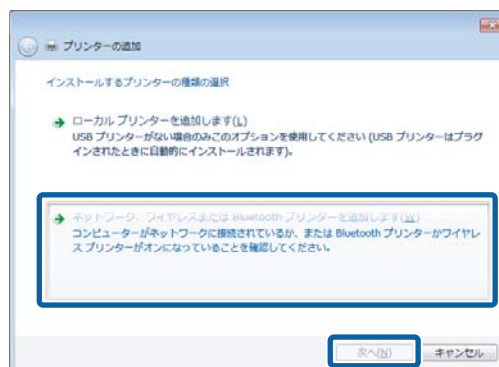 プリンターの追加
インストールするプリンターの種類の選択
ローカル プリンターを追加します(L)
USB プリンターがない場合のみこのオプションを使用してください (USB プリンターはプラグ
インされたときに自動的にインストールされます)。
ネットワーク、ワイヤレスまたは Bluetooth プリンターを追加します(W)
コンピューターがネットワークに接続されているか、または Bluetooth プリンターかワイヤレ
ス プリンターがオンになっていることを確認してください。
次へ(N) キャンセル